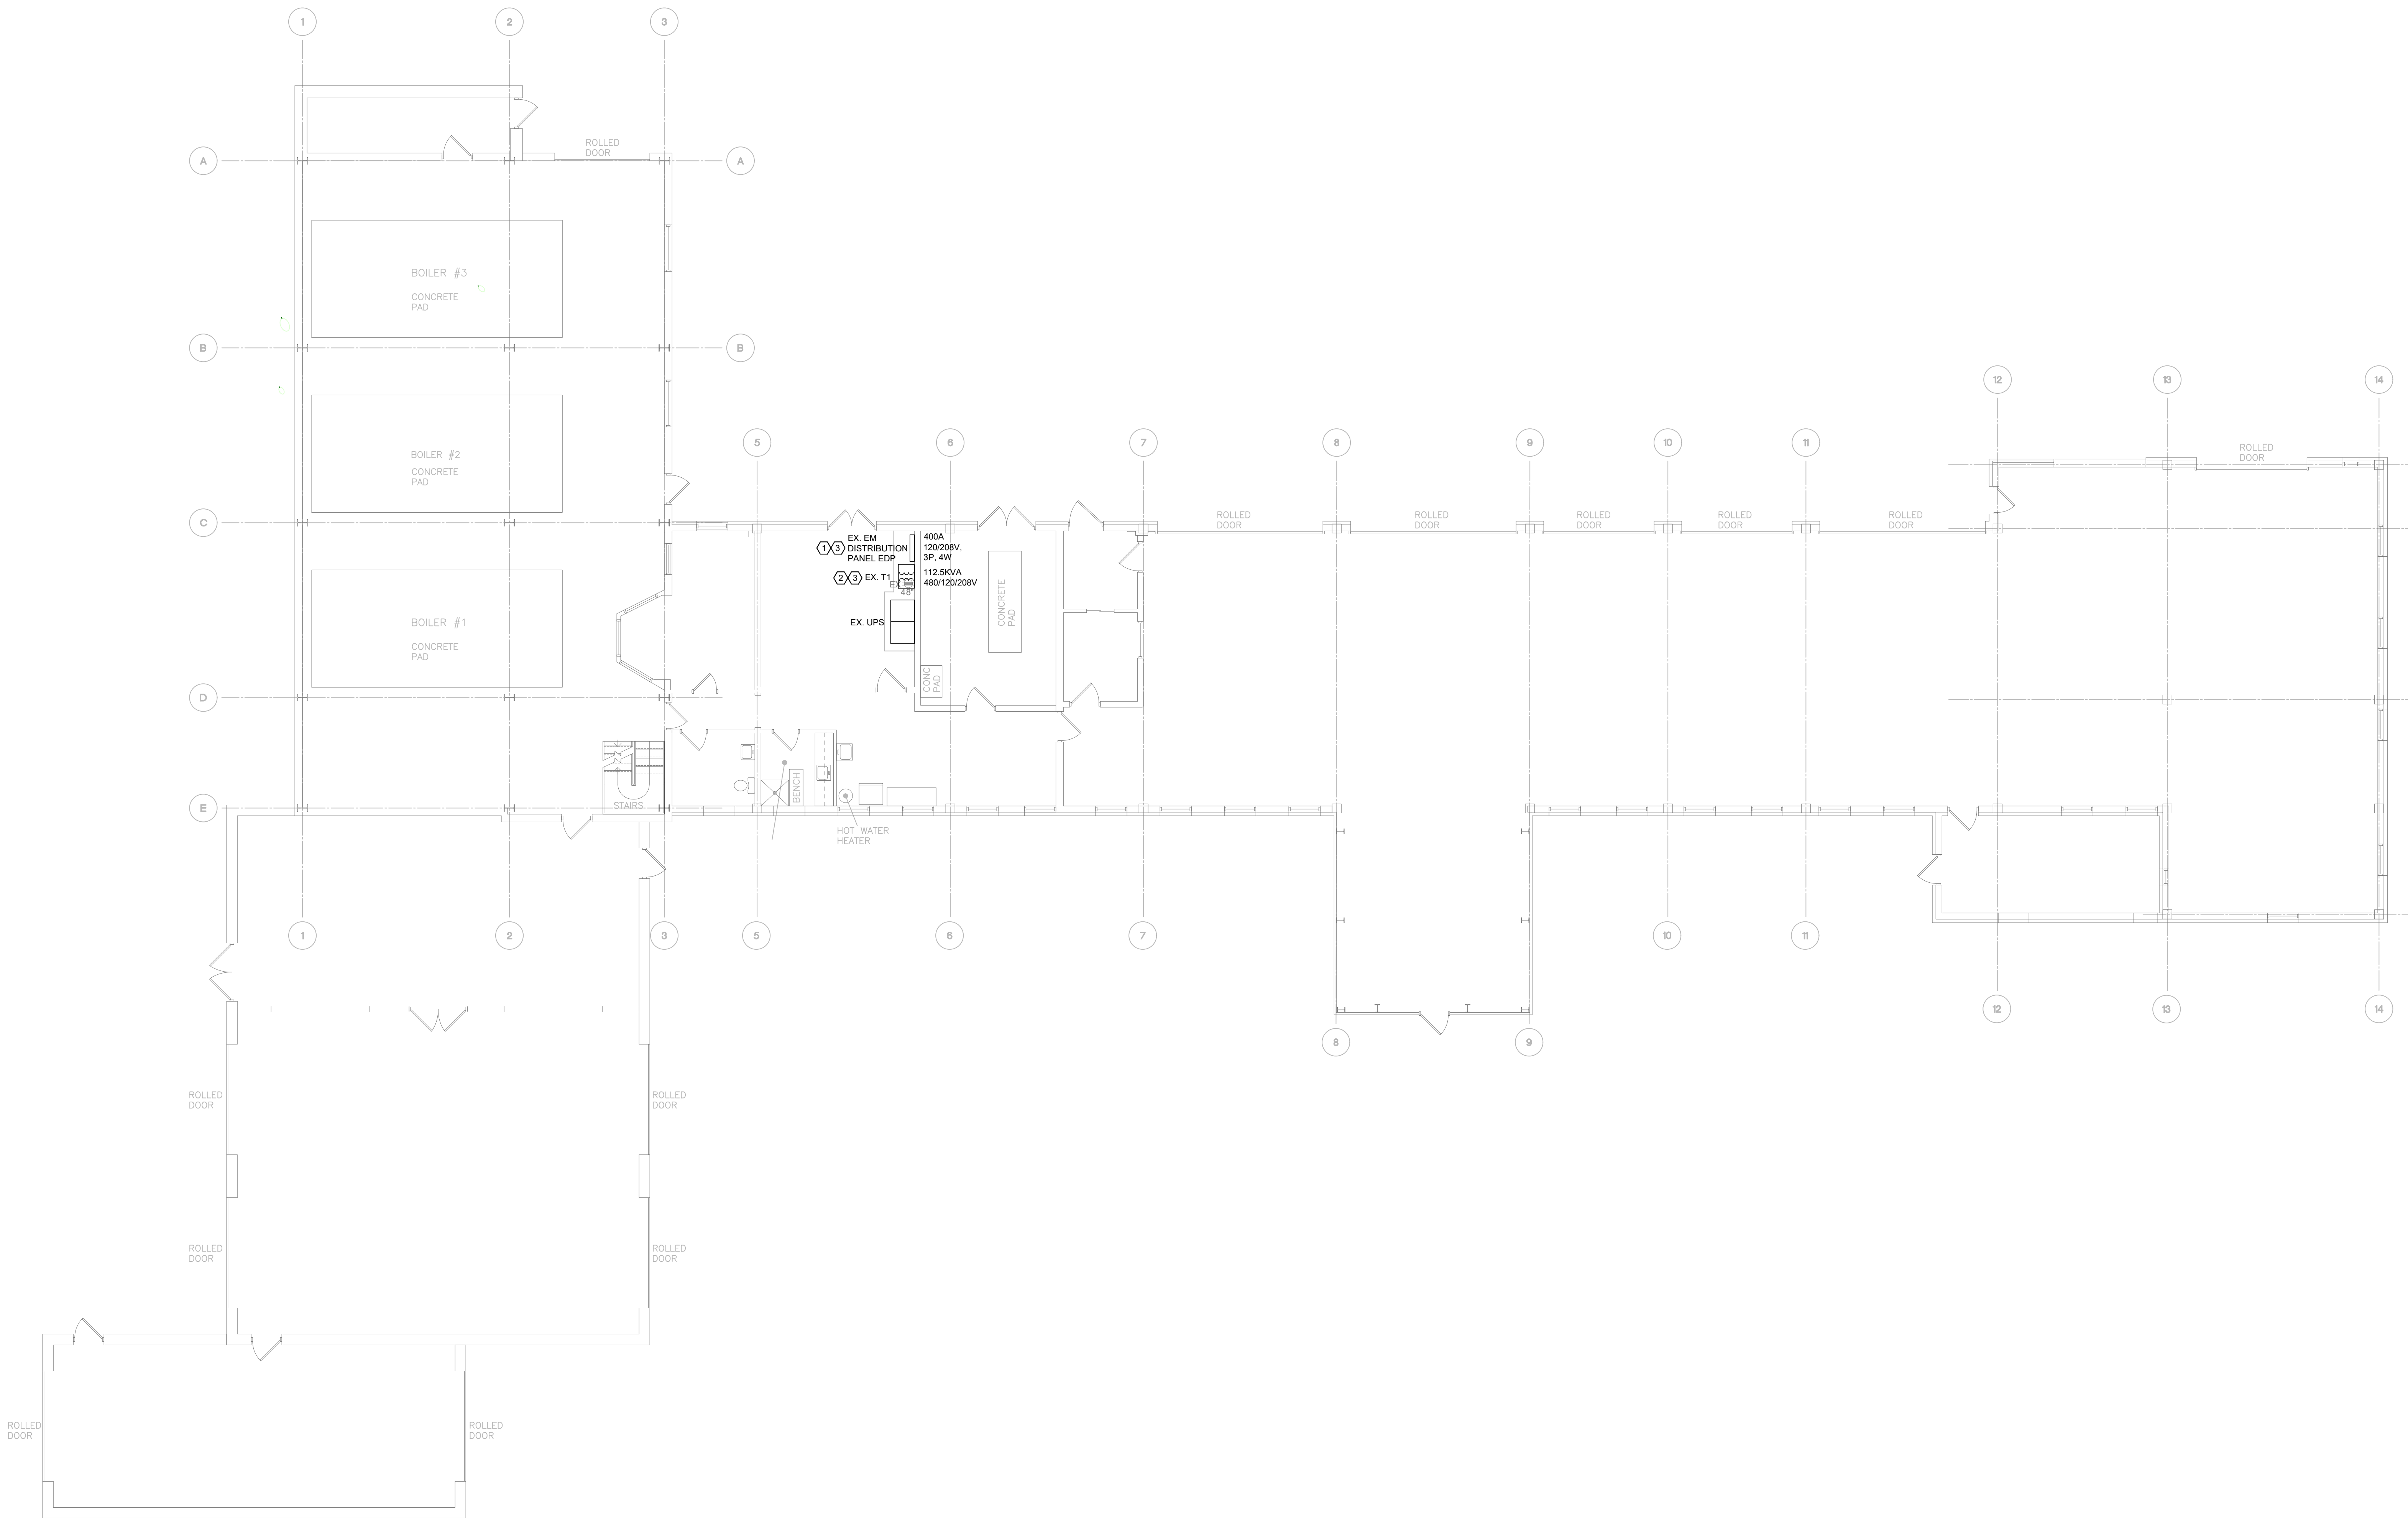 1
2
3
ROLLED
DOOR
A
A
BOILER #3
CONCRETE
PAD
B
B
12
13
14
5
6
7
8
9
10
11
ROLLED
DOOR
BOILER #2
CONCRETE
PAD
C
ROLLED
DOOR
ROLLED
DOOR
ROLLED
DOOR
ROLLED
DOOR
ROLLED
DOOR
1 3
EX. EM
DISTRIBUTION
PANEL EDP
400A
120/208V,
3P, 4W
2 3
EX. T1
112.5KVA
480/120/208V
48"
CONCRETE
PAD
EX. UPS
BOILER #1
CONCRETE
PAD
CONC
PAD
D
BENCH
STAIRS
E
HOT WATER
HEATER
1
2
3
5
6
7
10
11
12
13
14
8
9
ROLLED
DOOR
ROLLED
DOOR
ROLLED
DOOR
ROLLED
DOOR
ROLLED
DOOR
ROLLED
DOOR